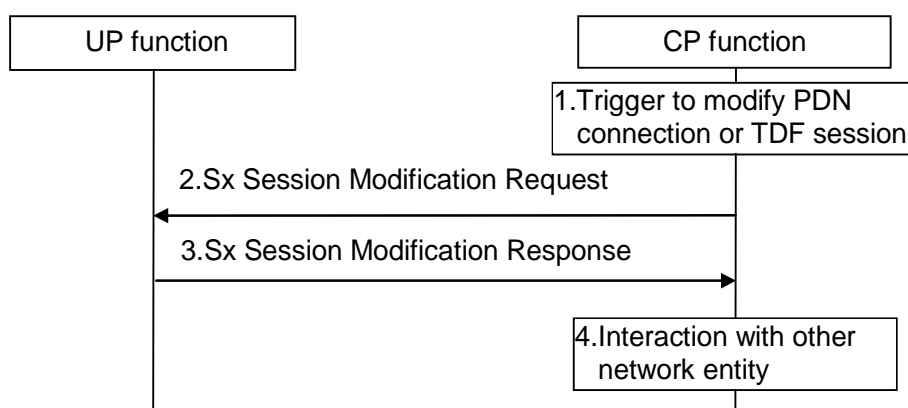 UP function
CP function
1.Trigger to modify PDN
connection or TDF session
2.Sx Session Modification Request
3.Sx Session Modification Response
4.Interaction with other
network entity